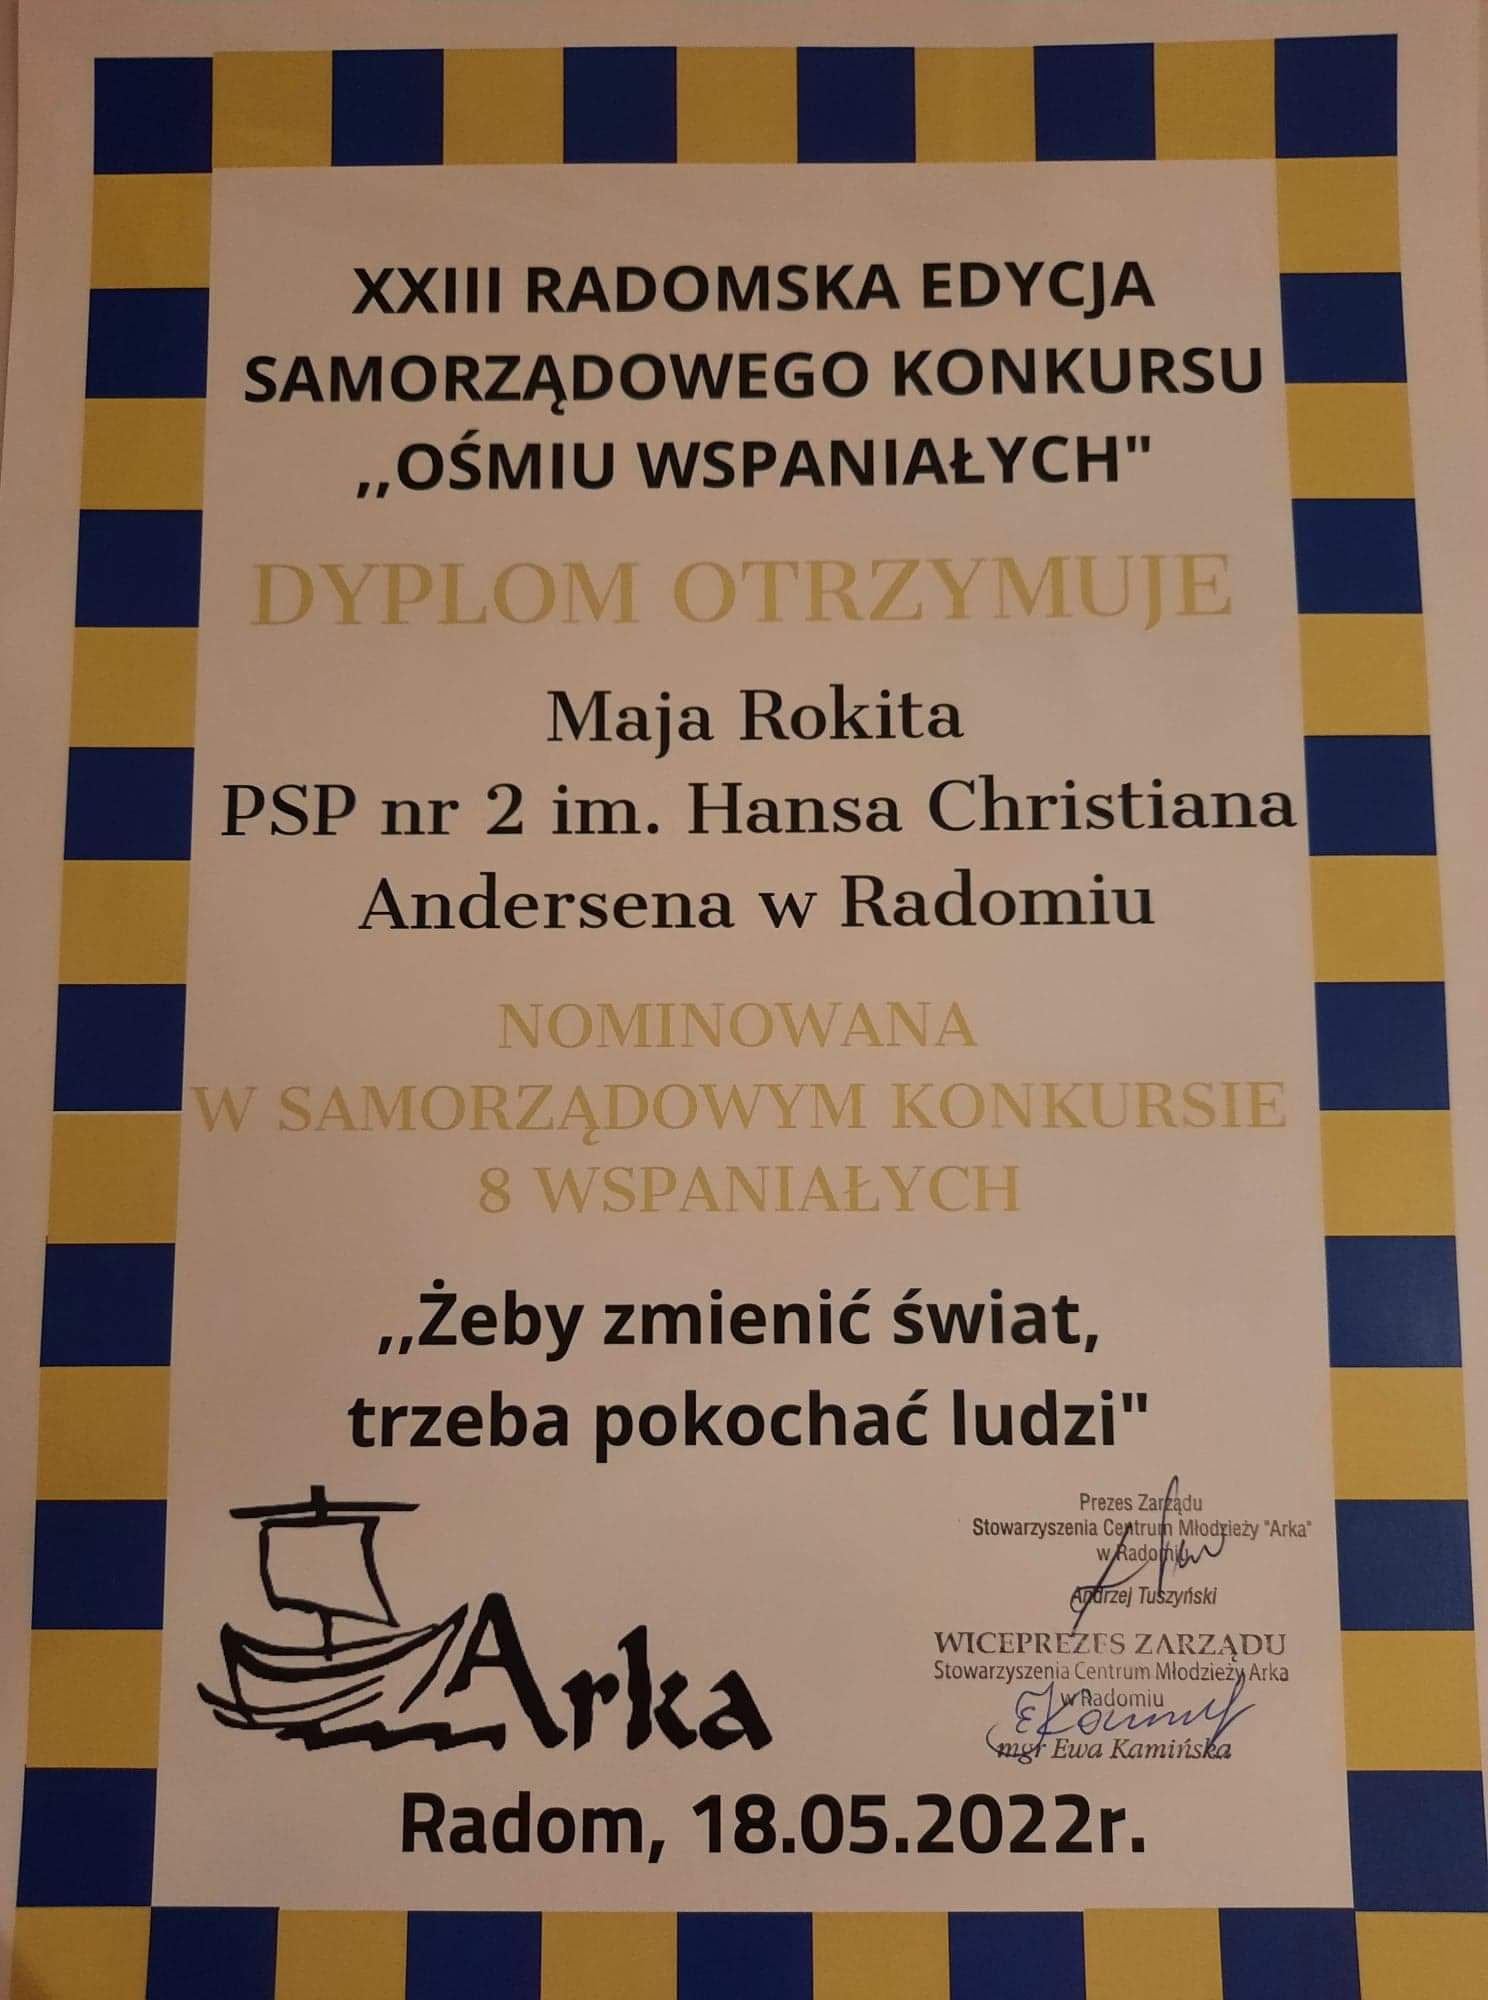 XXIII RADOMSKA EDYCJA
SAMORZĄDOWEGO KONKURSU
,,OŚMIU WSPANIAŁYCH"
DYPLOM OTRZYMUJE
Maja Rokita
PSP nr 2 im. Hansa Christiana
Andersena w Radomiu
NOMINOWANA
W SAMORZĄDOWYM KONKURSIE
8 WSPANIAŁYCH
,,Żeby zmienić świat,
trzeba pokochać ludzi"
Arka
Prezes Zarządu
Stowarzyszenia Centrum Młodzieży "Arka"
w Radomiu
Andrzej Tuszyński
WICEPREZES ZARZĄDU
Stowarzyszenia Centrum Młodzieży Arka
w Radomiu
mgr Ewa Kamińska
Radom, 18.05.2022r.